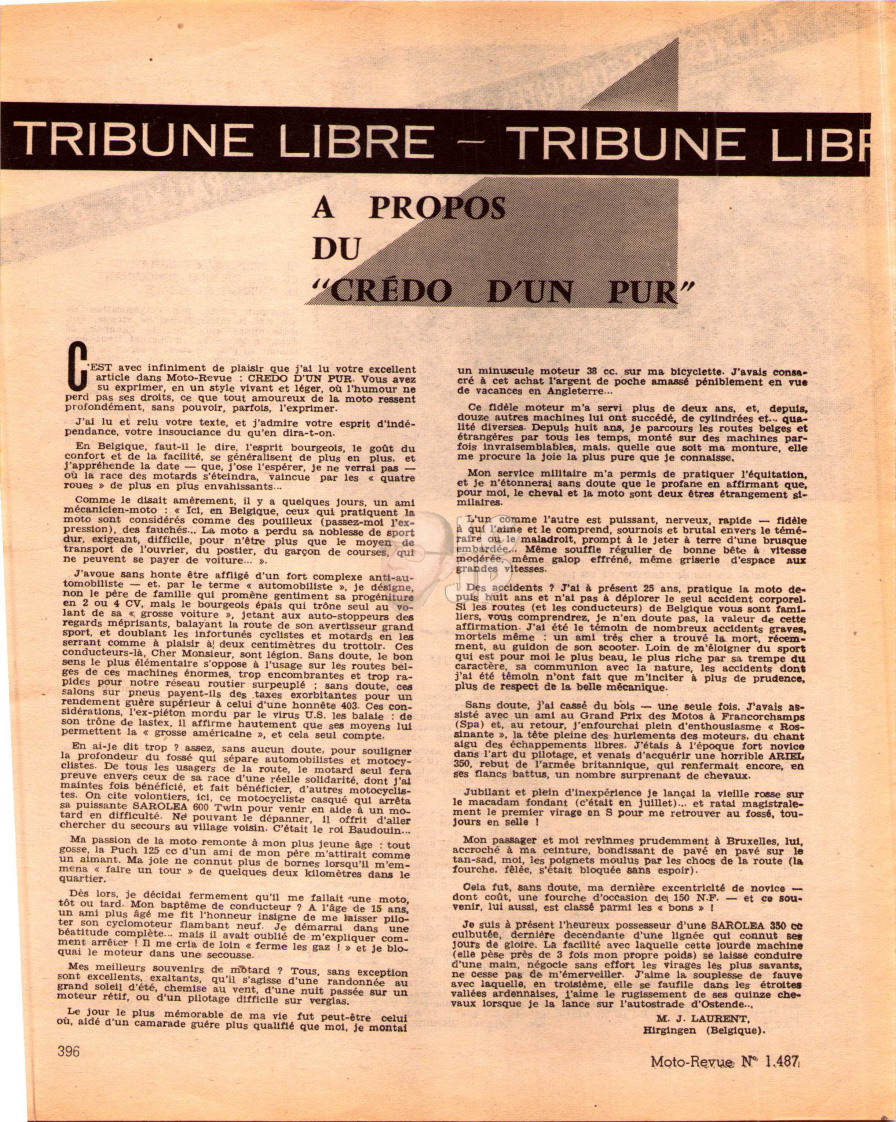 TRIBUNE LIBRE – TRIBUNE LIBR
A PROPOS
DU
“CRÉDO D'UN PUR”
C'EST avec infiniment de plaisir que j'ai lu votre excellent
article dans Moto-Revue : CREDO D'UN PUR. Vous avez
su exprimer, en un style vivant et léger, où l'humour ne
perd pas ses droits, ce que tout amoureux de la moto ressent
profondément, sans pouvoir, parfois, l'exprimer.
J'ai lu et relu votre texte, et j'admire votre esprit d'indé-
pendance, votre insouciance du qu'en dira-t-on.
En Belgique, faut-il le dire, l'esprit bourgeois, le goût du
confort et de la facilité, se généralisent de plus en plus, et
j'appréhende la date — que, j'ose l'espérer, je ne verrai pas —
où la race des motards s'éteindra, vaincue par les « quatre
roues » de plus en plus envahissants...
Comme le disait amèrement, il y a quelques jours, un ami
mécanicien-moto : « Ici, en Belgique, ceux qui pratiquent la
moto sont considérés comme des pouilleux (passez-moi l'ex-
pression), des fauchés... La moto a perdu sa noblesse de sport
dur, exigeant, difficile, pour n'être plus que le moyen de
transport de l'ouvrier, du postier, du garçon de courses, qui
ne peuvent se payer de voiture... ».
J'avoue sans honte être affligé d'un fort complexe anti-au-
tomobiliste — et, par le terme « automobiliste », je désigne,
non le père de famille qui promène gentiment sa progéniture
en 2 ou 4 CV, mais le bourgeois épais qui trône seul au vo-
lant de sa « grosse voiture », jetant aux auto-stoppeurs des
regards méprisants, balayant la route de son avertisseur grand
sport, et doublant les infortunés cyclistes et motards en les
serrant comme à plaisir à deux centimètres du trottoir. Ces
conducteurs-là, Cher Monsieur, sont légion. Sans doute, le bon
sens le plus élémentaire s'oppose à l'usage sur les routes bel-
ges de ces machines énormes, trop encombrantes et trop ra-
pides pour notre réseau routier surpeuplé ; sans doute, ces
salons sur pneus payent-ils des taxes exorbitantes pour un
rendement guère supérieur à celui d'une honnête 403. Ces con-
sidérations, l'ex-piéton mordu par le virus U.S. les balaie : de
son trône de lastex, il affirme hautement que ses moyens lui
permettent la « grosse américaine », et cela seul compte.
En ai-je dit trop ? assez, sans aucun doute, pour souligner
la profondeur du fossé qui sépare automobilistes et motocy-
clistes. De tous les usagers de la route, le motard seul fera
preuve envers ceux de sa race d'une réelle solidarité, dont j'ai
maintes fois bénéficié, et fait bénéficier, d'autres motocyclis-
tes. On cite volontiers, ici, ce motocycliste casqué qui arrêta
sa puissante SAROLEA 600 Twin pour venir en aide à un mo-
tard en difficulté. Ne pouvant le dépanner, il offrit d'aller
chercher du secours au village voisin. C'était le roi Baudouin...
Ma passion de la moto remonte à mon plus jeune âge : tout
gosse, la Puch 125 cc d'un ami de mon père m'attirait comme
un aimant. Ma joie ne connut plus de bornes lorsqu'il m'em-
mena « faire un tour » de quelques deux kilomètres dans le
quartier.
Dès lors, je décidai fermement qu'il me fallait une moto,
tôt ou tard. Mon baptême de conducteur ? A l'âge de 15 ans,
un ami plus âgé me fit l'honneur insigne de me laisser pilo-
ter son cyclomoteur flambant neuf. Je démarrai dans une
béatitude complète... mais il avait oublié de m'expliquer com-
ment arrêter ! Il me cria de loin « ferme les gaz ! » et je blo-
quai le moteur dans une secousse.
Mes meilleurs souvenirs de motard ? Tous, sans exception
sont excellents, exaltants, qu'il s'agisse d'une randonnée au
grand soleil d'été, chemise au vent, d'une nuit passée sur un
moteur rétif, ou d'un pilotage difficile sur verglas.
Le jour le plus mémorable de ma vie fut peut-être celui
où, aidé d'un camarade guère plus qualifié que moi, je montai
un minuscule moteur 38 cc. sur ma bicyclette. J'avais consa-
cré à cet achat l'argent de poche amassé péniblement en vue
de vacances en Angleterre...
Ce fidèle moteur m'a servi plus de deux ans, et, depuis,
douze autres machines lui ont succédé, de cylindrées et... qua-
lité diverses. Depuis huit ans, je parcours les routes belges et
étrangères par tous les temps, monté sur des machines par-
fois invraisemblables, mais, quelle que soit ma monture, elle
me procure la joie la plus pure que je connaisse.
Mon service militaire m'a permis de pratiquer l'équitation,
et je n'étonnerai sans doute que le profane en affirmant que,
pour moi, le cheval et la moto sont deux êtres étrangement si-
milaires.
L'un comme l'autre est puissant, nerveux, rapide — fidèle
à qui l'aime et le comprend, sournois et brutal envers le témé-
raire ou le maladroit, prompt à le jeter à terre d'une brusque
embardée... Même souffle régulier de bonne bête à vitesse
modérée, même galop effréné, même griserie d'espace aux
grandes vitesses.
Des accidents ? J'ai à présent 25 ans, pratique la moto de-
puis huit ans et n'ai pas à déplorer le seul accident corporel.
Si les routes (et les conducteurs) de Belgique vous sont fami-
liers, vous comprendrez, je n'en doute pas, la valeur de cette
affirmation. J'ai été le témoin de nombreux accidents graves,
mortels même : un ami très cher a trouvé la mort, récem-
ment, au guidon de son scooter. Loin de m'éloigner du sport
qui est pour moi le plus beau, le plus riche par sa trempe du
caractère, sa communion avec la nature, les accidents dont
j'ai été témoin n'ont fait que m'inciter à plus de prudence,
plus de respect de la belle mécanique.
Sans doute, j'ai cassé du bois — une seule fois. J'avais as-
sisté avec un ami au Grand Prix des Motos à Francorchamps
(Spa) et, au retour, j'enfourchai plein d'enthousiasme « Ros-
sinante », la tête pleine des hurlements des moteurs, du chant
aigu des échappements libres. J'étais à l'époque fort novice
dans l'art du pilotage, et venais d'acquérir une horrible ARIEL
350, rebut de l'armée britannique, qui renfermait encore, en
ses flancs battus, un nombre surprenant de chevaux.
Jubilant et plein d'inexpérience je lançai la vieille rosse sur
le macadam fondant (c'était en juillet)... et ratai magistrale-
ment le premier virage en S pour me retrouver au fossé, tou-
jours en selle !
Mon passager et moi revînmes prudemment à Bruxelles, lui,
accroché à ma ceinture, bondissant de pavé en pavé sur le
tan-sad, moi, les poignets moulus par les chocs de la route (la
fourche, fêlée, s'était bloquée sans espoir).
Cela fut, sans doute, ma dernière excentricité de novice —
dont coût, une fourche d'occasion de 150 N.F. — et ce sou-
venir, lui aussi, est classé parmi les « bons » !
Je suis à présent l'heureux possesseur d'une SAROLEA 350 cc
culbutée, dernière decendante d'une lignée qui connut ses
jours de gloire. La facilité avec laquelle cette lourde machine
(elle pèse près de 3 fois mon propre poids) se laisse conduire
d'une main, négocie sans effort les virages les plus savants,
ne cesse pas de m'émerveiller. J'aime la souplesse de fauve
avec laquelle, en troisième, elle se faufile dans les étroites
vallées ardennaises, j'aime le rugissement de ses quinze che-
vaux lorsque je la lance sur l'autostrade d'Ostende...
M. J. LAURENT,
Hirgingen (Belgique).
396
Moto-Revue N° 1.487